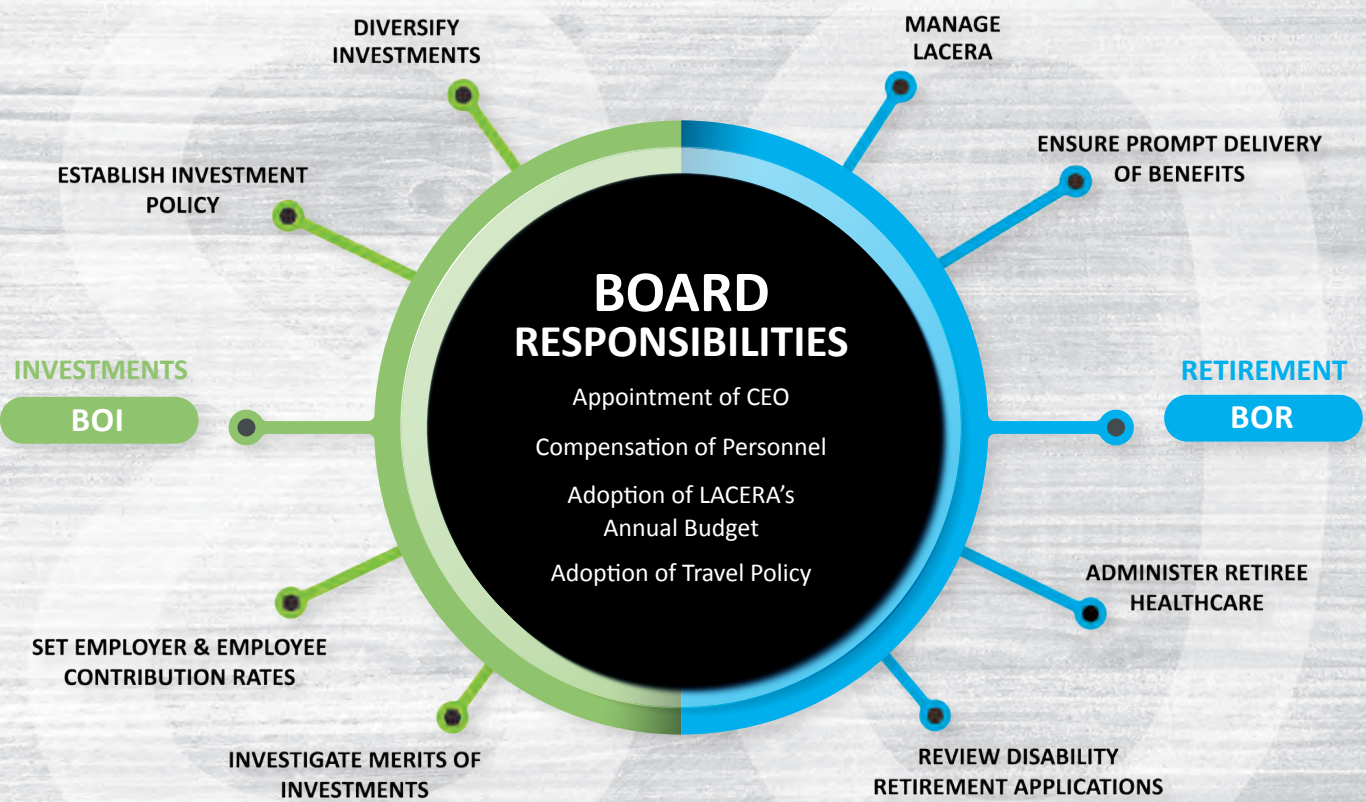 DIVERSIFY
INVESTMENTS
MANAGE
LACERA
ESTABLISH INVESTMENT
POLICY
ENSURE PROMPT DELIVERY
OF BENEFITS
BOARD
RESPONSIBILITIES
Appointment of CEO
Compensation of Personnel
Adoption of LACERA’s
Annual Budget
Adoption of Travel Policy
INVESTMENTS
BOI
RETIREMENT
BOR
SET EMPLOYER & EMPLOYEE
CONTRIBUTION RATES
ADMINISTER RETIREE
HEALTHCARE
INVESTIGATE MERITS OF
INVESTMENTS
REVIEW DISABILITY
RETIREMENT APPLICATIONS